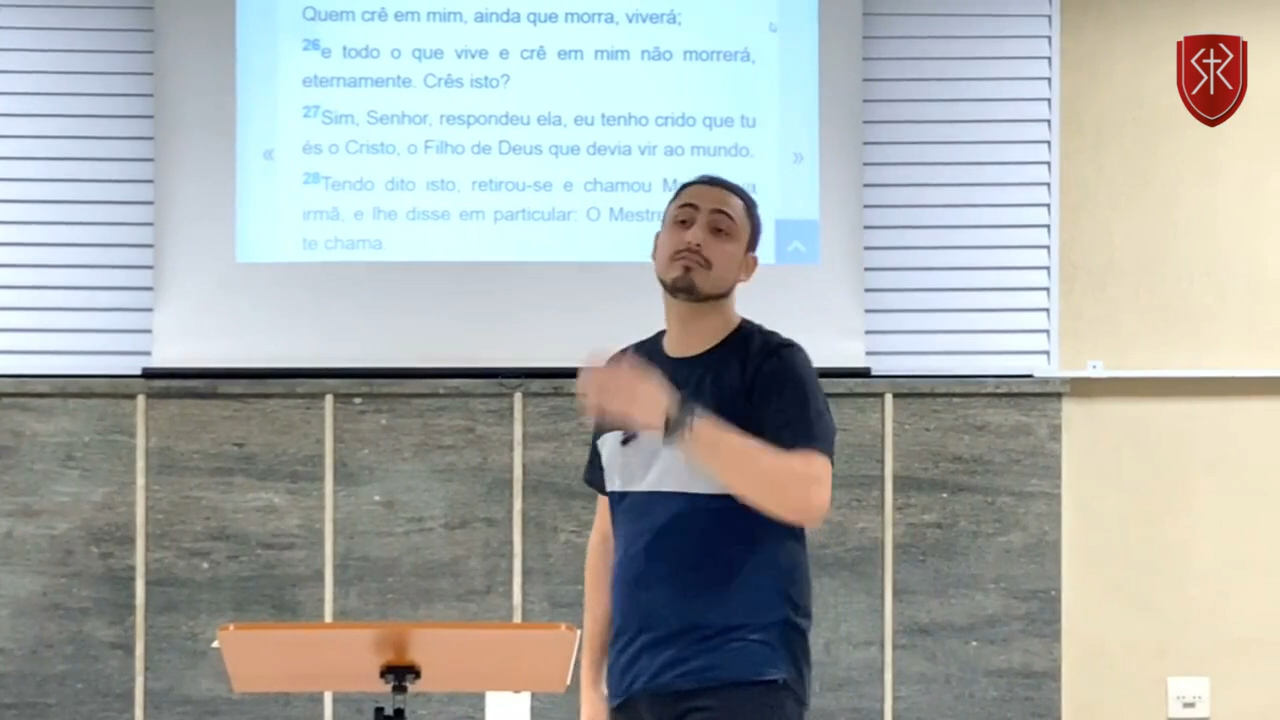 Quem crê em mim, ainda que morra, viverá;
26e todo o que vive e crê em mim não morrerá,
eternamente. Crês isto?
27Sim, Senhor, respondeu ela, eu tenho crido que tu
és o Cristo, o Filho de Deus que devia vir ao mundo.
28Tendo dito isto, retirou-se e chamou
irmã, e lhe disse em particular: O
te chama.